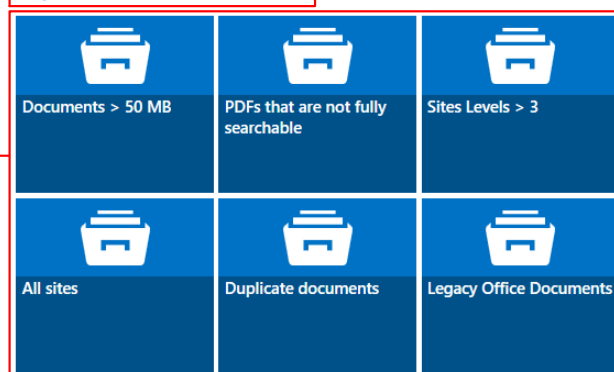 Documents > 50 MB
PDFs that are not fully
searchable
Sites Levels > 3
All sites
Duplicate documents
Legacy Office Documents